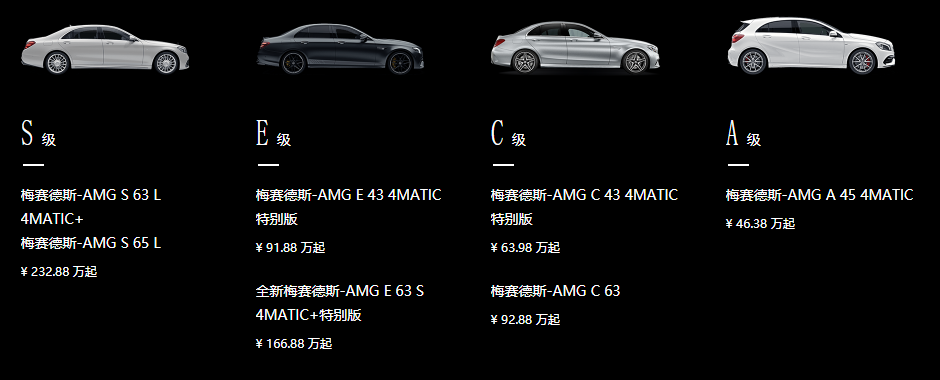 S 级
梅赛德斯-AMG S 63 L
4MATIC+
梅赛德斯-AMG S 65 L
¥ 232.88 万起
E 级
梅赛德斯-AMG E 43 4MATIC
特别版
¥ 91.88 万起
全新梅赛德斯-AMG E 63 S
4MATIC+特别版
¥ 166.88 万起
C 级
梅赛德斯-AMG C 43 4MATIC
特别版
¥ 63.98 万起
梅赛德斯-AMG C 63
¥ 92.88 万起
A 级
梅赛德斯-AMG A 45 4MATIC
¥ 46.38 万起